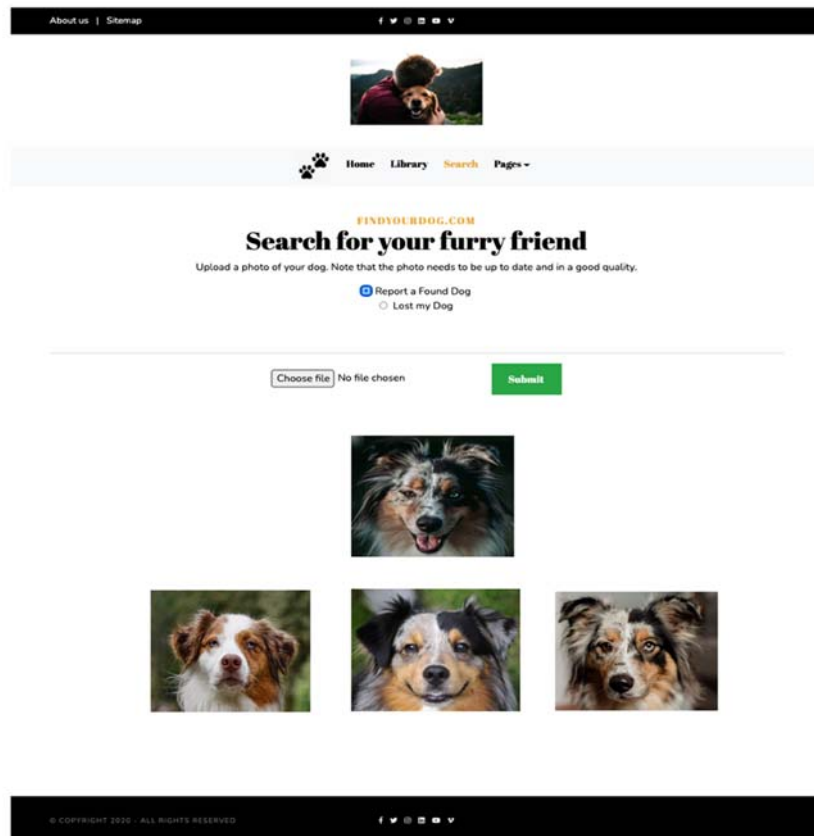 About us | Sitemap
Home Library Search Pages
FINDYOURDOG.COM
Search for your furry friend
Upload a photo of your dog. Note that the photo needs to be up to date and in a good quality.
Report a Found Dog
Lost my Dog
Choose file No file chosen Submit
© COPYRIGHT 2020 - ALL RIGHTS RESERVED